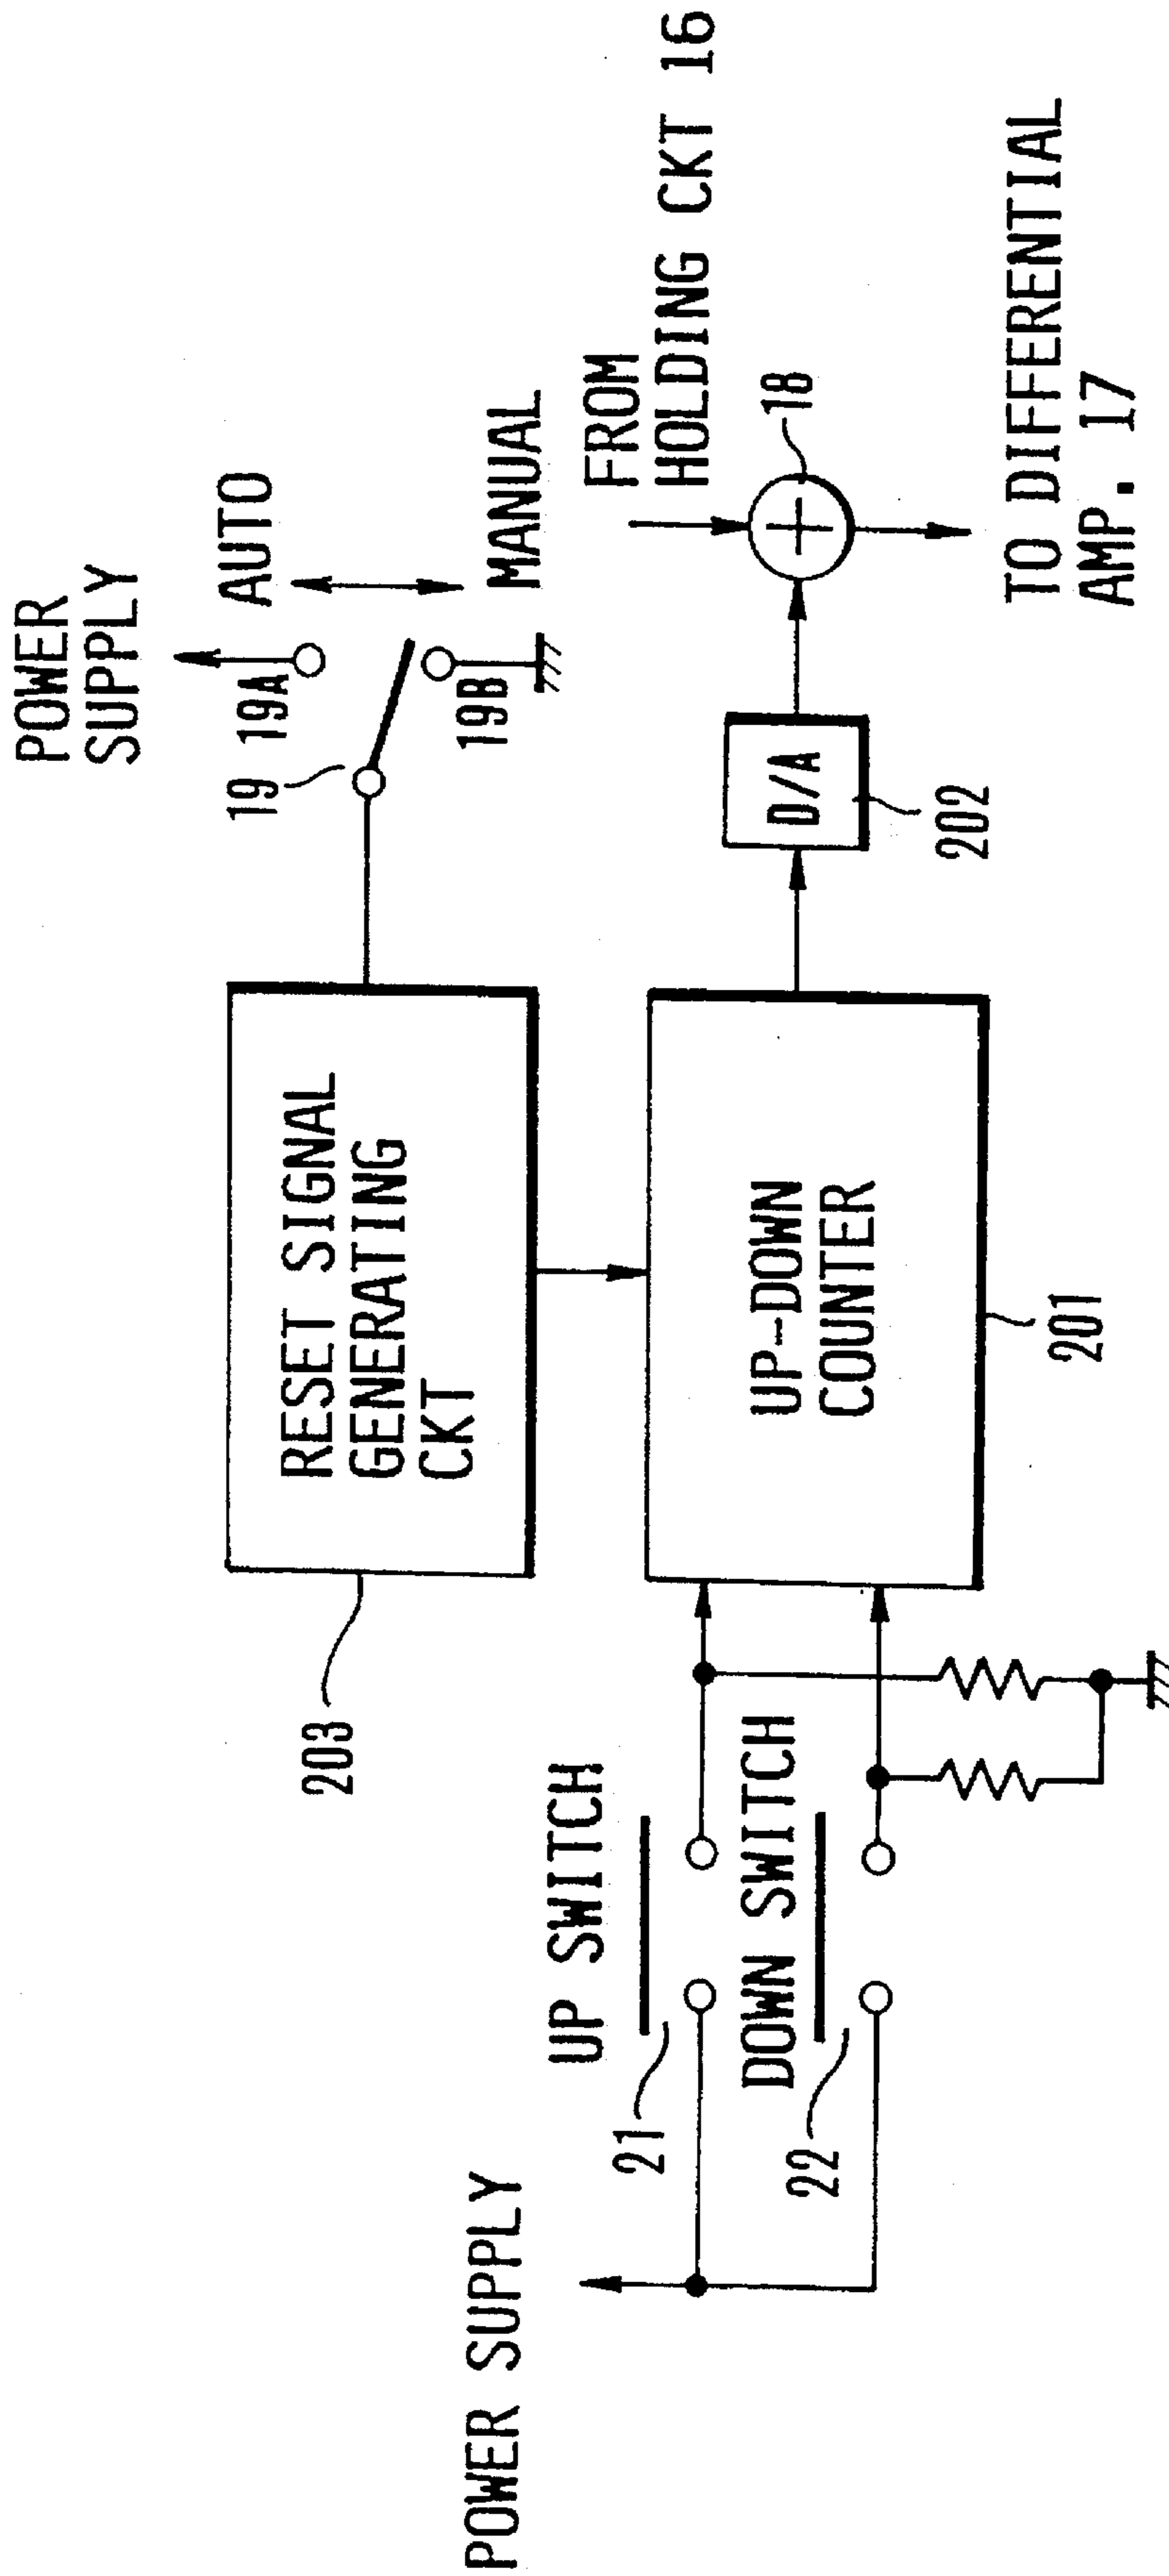 POWER
SUPPLY
AUTO
19
19A
19B
MANUAL
RESET SIGNAL
GENERATING
CKT
203
POWER SUPPLY
UP SWITCH
21
DOWN SWITCH
22
UP-DOWN
COUNTER
201
D/A
202
FROM
HOLDING CKT 16
18
TO DIFFERENTIAL
AMP. 17